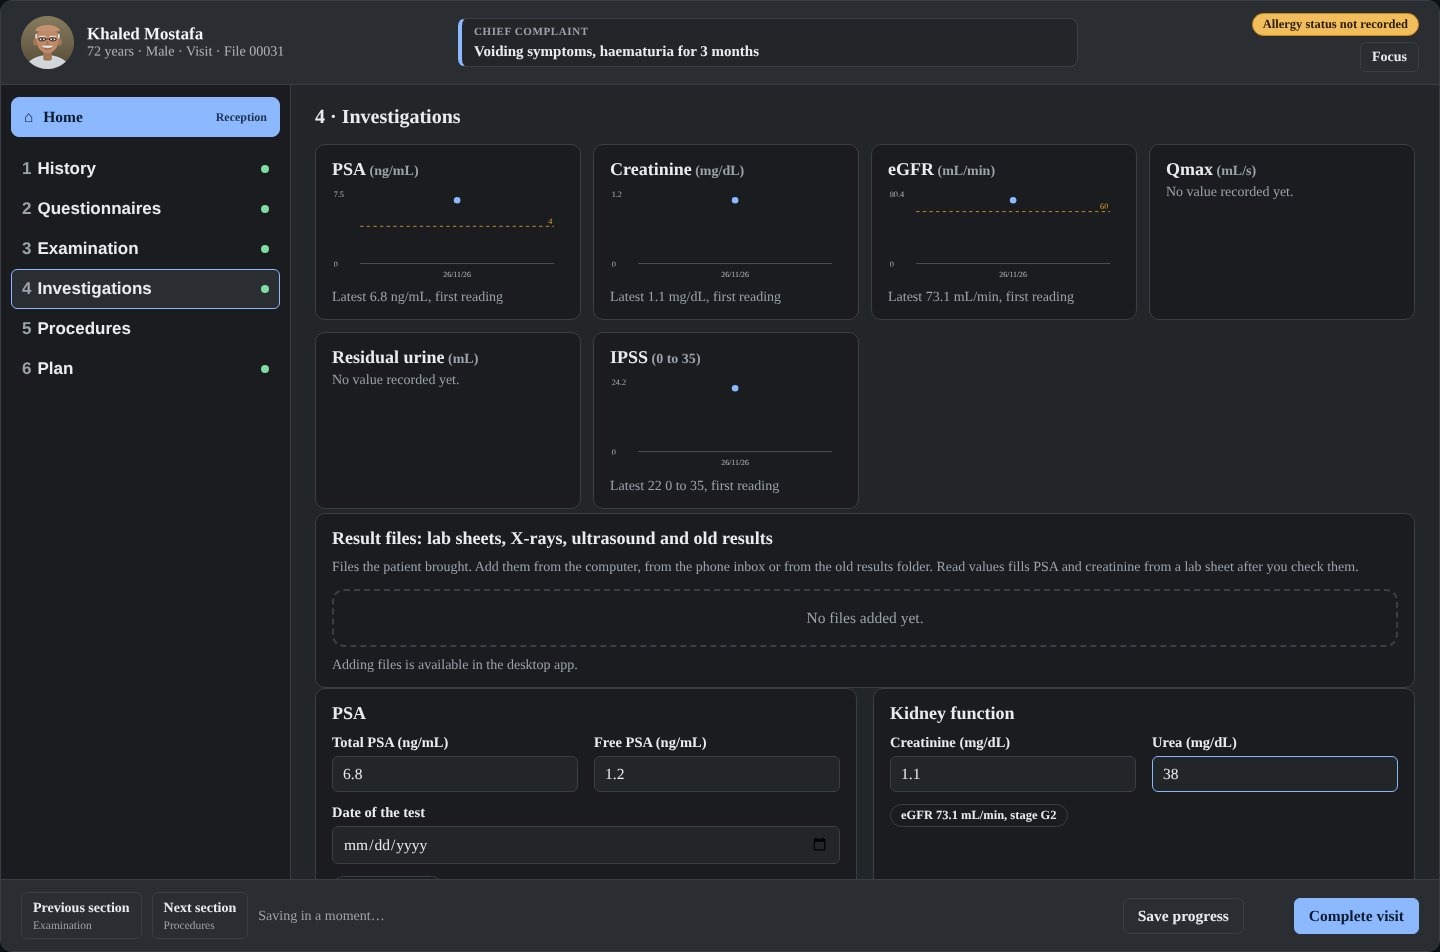 Khaled Mostafa
72 years · Male · Visit · File 00031
CHIEF COMPLAINT
Voiding symptoms, haematuria for 3 months
Allergy status not recorded
Focus
Home
Reception
1 History
2 Questionnaires
3 Examination
4 Investigations
5 Procedures
6 Plan
4 · Investigations
PSA (ng/mL)
7.5
4
0
26/11/26
Latest 6.8 ng/mL, first reading
Creatinine (mg/dL)
1.2
0
26/11/26
Latest 1.1 mg/dL, first reading
eGFR (mL/min)
80.4
60
0
26/11/26
Latest 73.1 mL/min, first reading
Qmax (mL/s)
No value recorded yet.
Residual urine (mL)
No value recorded yet.
IPSS (0 to 35)
24.2
0
26/11/26
Latest 22 0 to 35, first reading
Result files: lab sheets, X-rays, ultrasound and old results
Files the patient brought. Add them from the computer, from the phone inbox or from the old results folder. Read values fills PSA and creatinine from a lab sheet after you check them.
No files added yet.
Adding files is available in the desktop app.
PSA
Total PSA (ng/mL)
6.8
Free PSA (ng/mL)
1.2
Date of the test
mm/dd/yyyy
Kidney function
Creatinine (mg/dL)
1.1
Urea (mg/dL)
38
eGFR 73.1 mL/min, stage G2
Previous section
Examination
Next section
Procedures
Saving in a moment…
Save progress
Complete visit